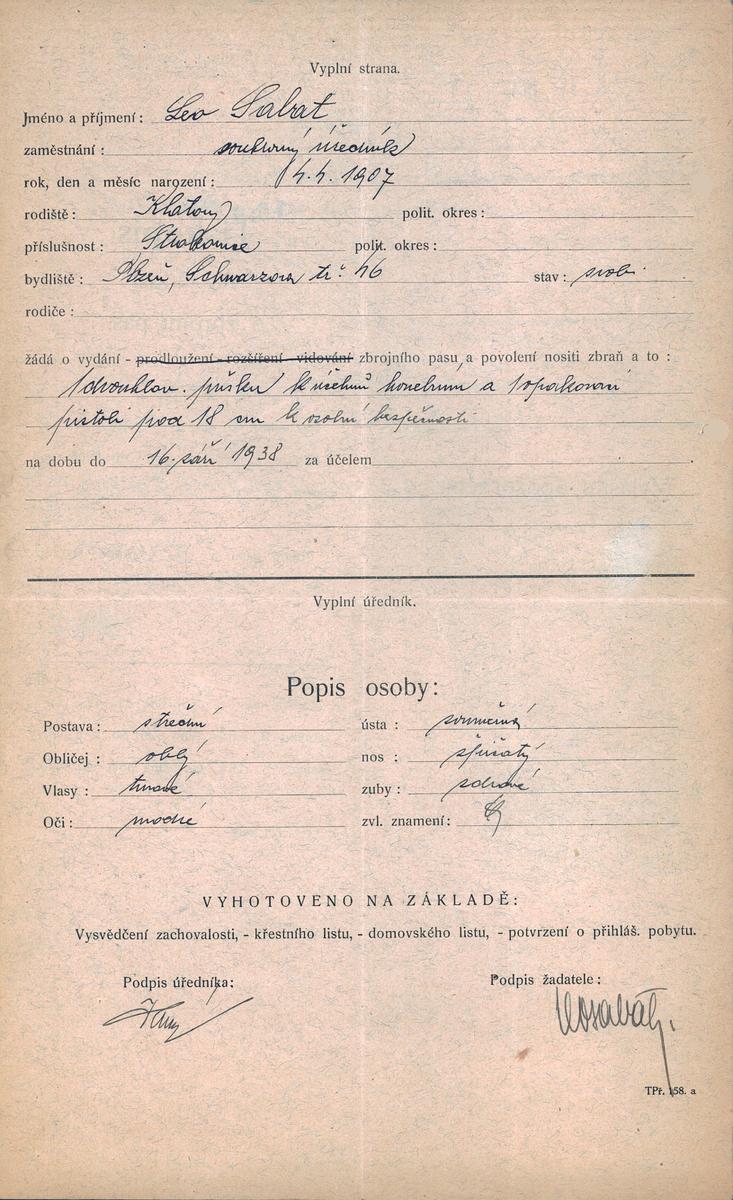 Vyplní strana.
Jméno a příjmení : Leo Sabat
zaměstnání : soukromý úředník
rok, den a měsíc narození : 4. 4. 1907
rodiště : Klatovy polit. okres :
příslušnost : Strakonice polit. okres :
bydliště : Plzeň, Schwarzova tř. 46 stav : svob.
rodiče :
žádá o vydání - prodloužení - rozšíření - vidování zbrojního pasu a povolení nositi zbraň a to :
1 dvouhlav. pušku k účelům honebním a 1 opakovací
pistoli pod 18 cm k osobní bezpečnosti
na dobu do 16. září 1938 za účelem
Vyplní úředník.
Popis osoby:
Postava : střední ústa : souměrná
Obličej : oblý nos : špičatý
Vlasy : tmavé zuby : zdravé
Oči : modré zvl. znamení :
VYHOTOVENO NA ZÁKLADĚ:
Vysvědčení zachovalosti, - křestního listu, - domovského listu, - potvrzení o přihláš. pobytu.
Podpis úředníka: Podpis žadatele :
TPř. 158. a